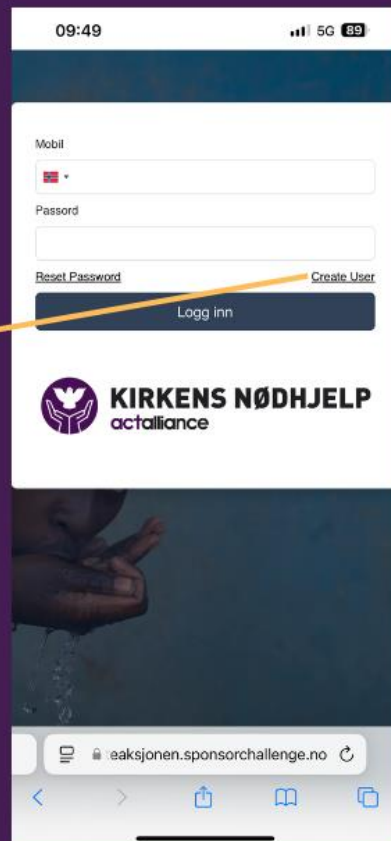 09:49
5G 89
Mobil
Passord
Reset Password Create User
Logg inn
KIRKENS NØDHJELP
actalliance
eaksjonen.sponsorchallenge.no